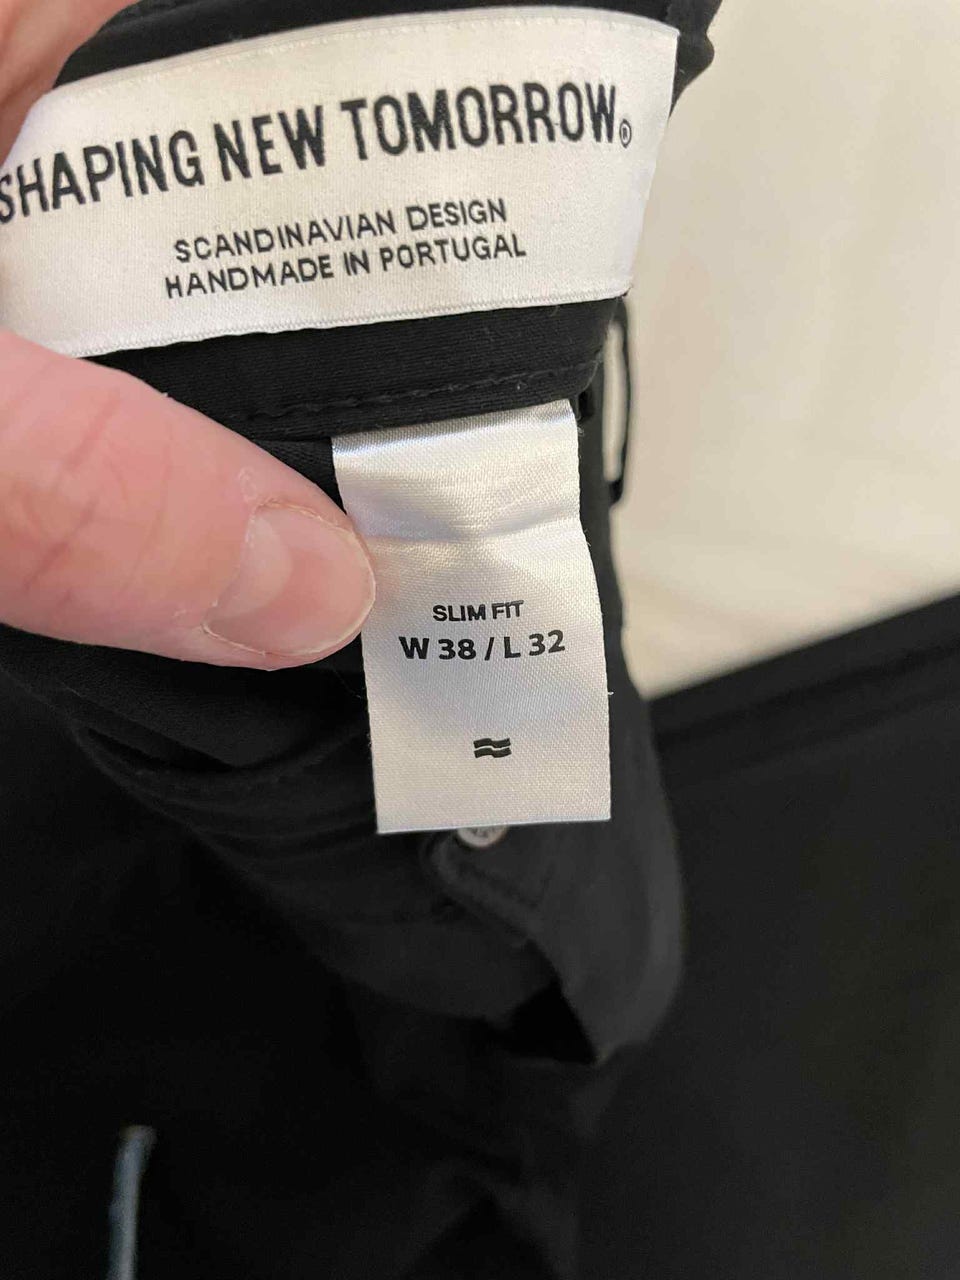 SHAPING NEW TOMORROW®
SCANDINAVIAN DESIGN
HANDMADE IN PORTUGAL
SLIM FIT
W 38 / L 32